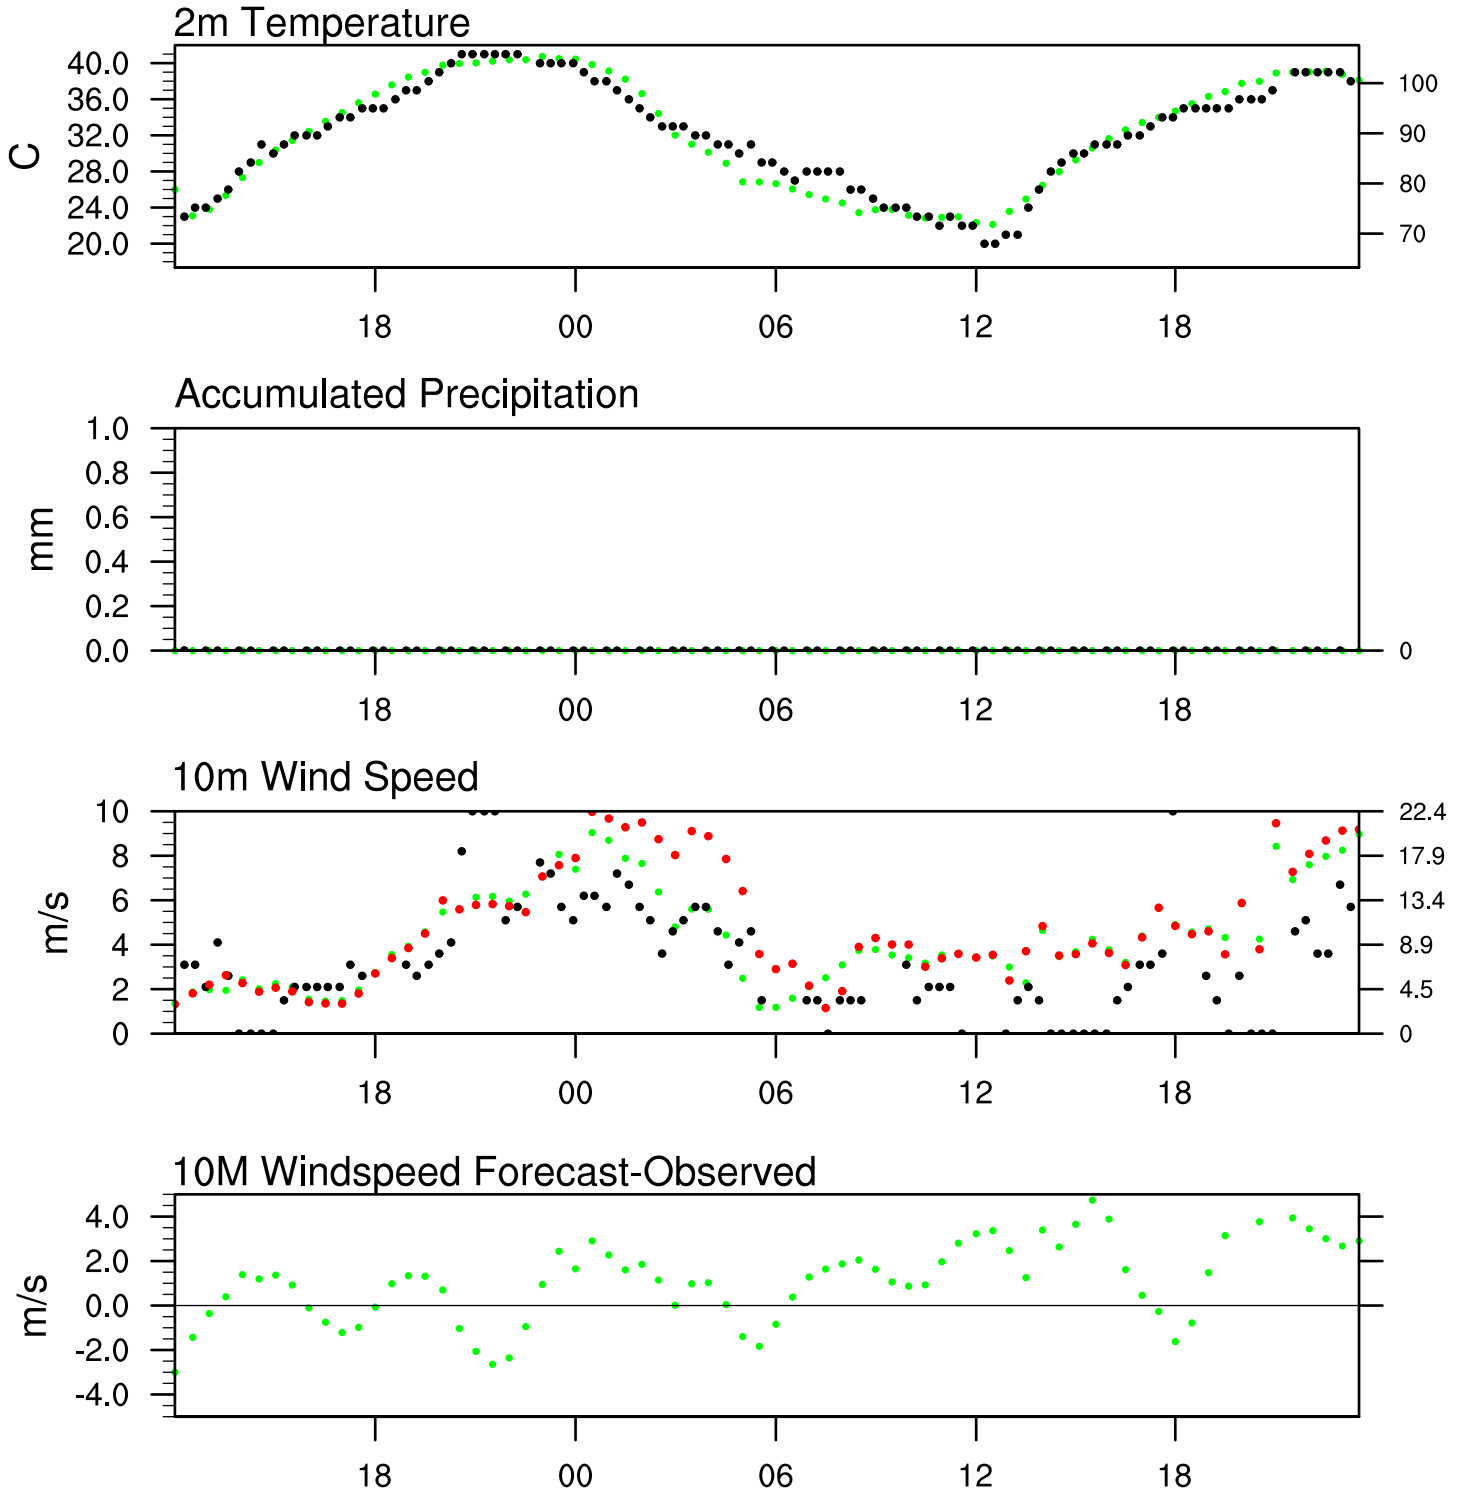 2m Temperature
40.0
36.0
32.0
28.0
24.0
20.0
C
100
90
80
70
18 00 06 12 18
Accumulated Precipitation
1.0
0.8
0.6
0.4
0.2
0.0
mm
0
18 00 06 12 18
10m Wind Speed
10
8
6
4
2
0
m/s
22.4
17.9
13.4
8.9
4.5
0
18 00 06 12 18
10M Windspeed Forecast-Observed
4.0
2.0
0.0
-2.0
-4.0
m/s
18 00 06 12 18